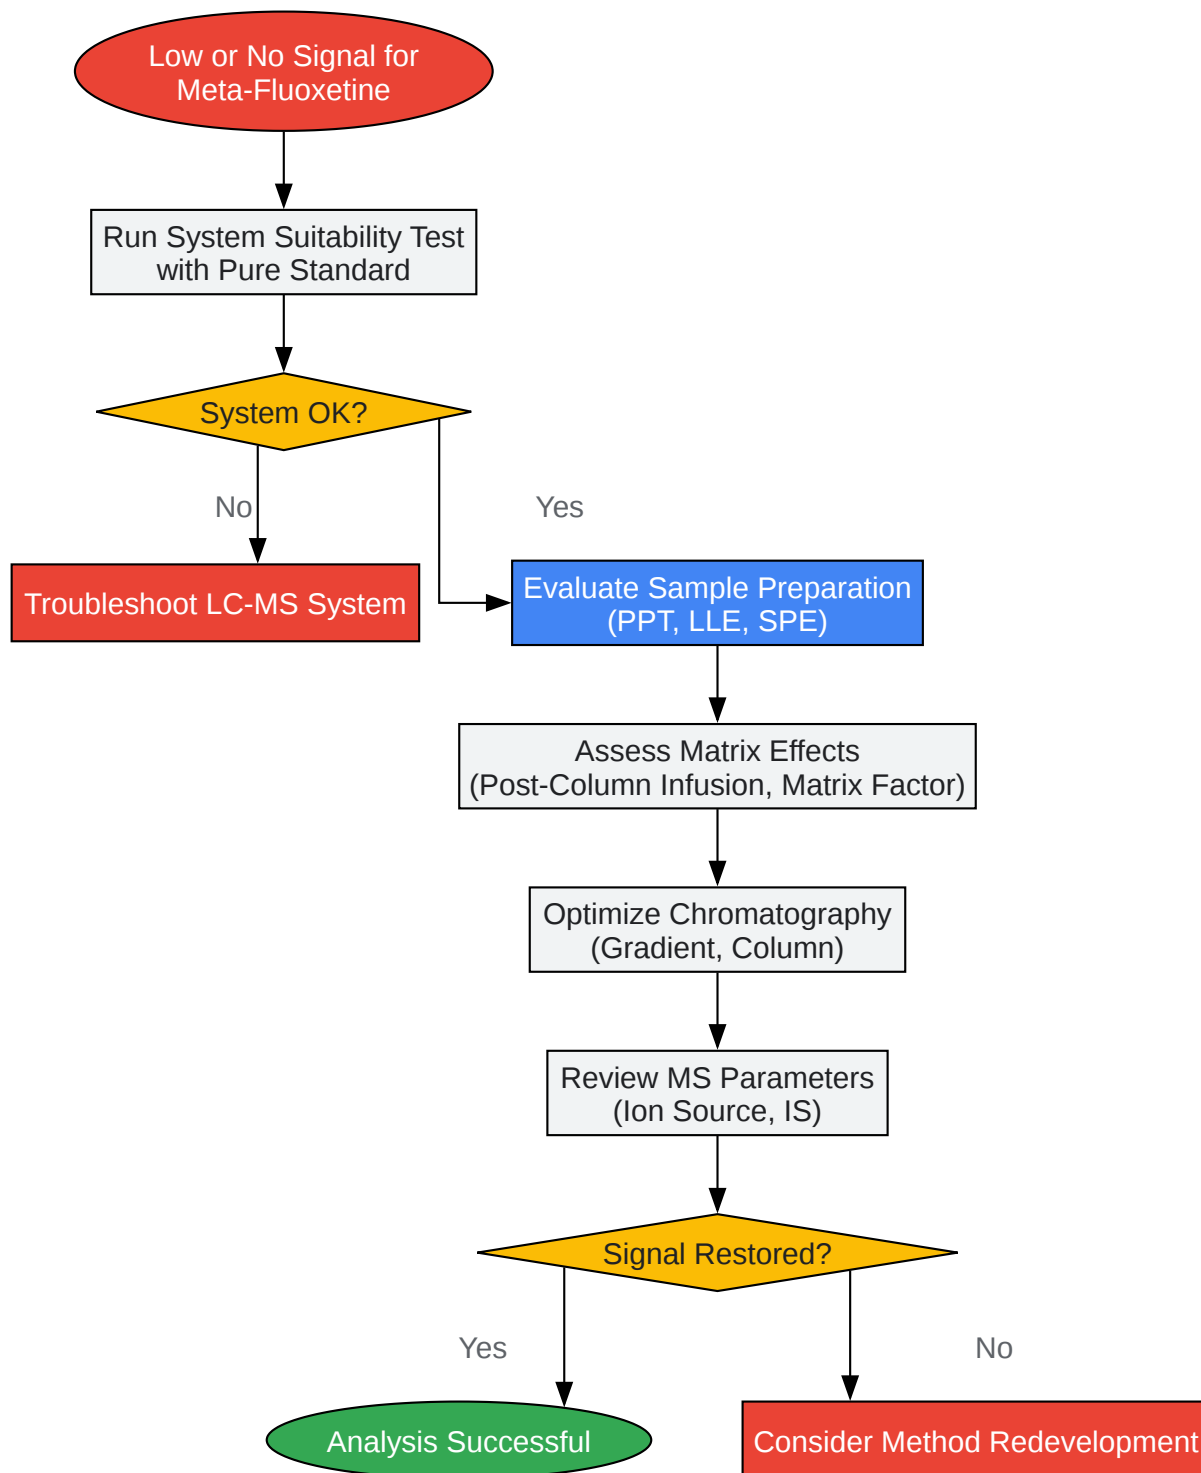 Low or No Signal for
Meta-Fluoxetine
Run System Suitability Test
with Pure Standard
System OK?
No
Yes
Troubleshoot LC-MS System
Evaluate Sample Preparation
(PPT, LLE, SPE)
Assess Matrix Effects
(Post-Column Infusion, Matrix Factor)
Optimize Chromatography
(Gradient, Column)
Review MS Parameters
(Ion Source, IS)
Signal Restored?
Yes
No
Analysis Successful
Consider Method Redevelopment